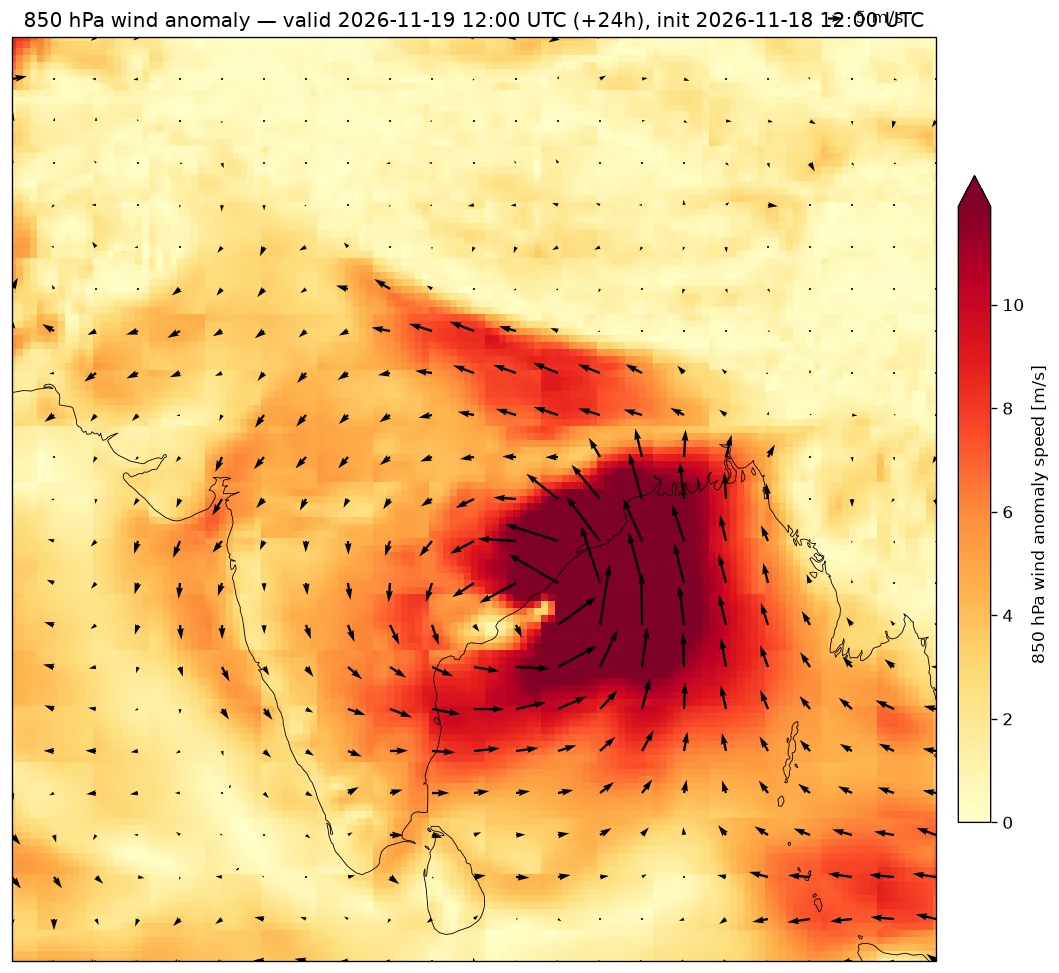 850 hPa wind anomaly — valid 2026-11-19 12:00 UTC (+24h), init 2026-11-18 12:00 UTC
5 m/s
10
8
6
4
2
0
850 hPa wind anomaly speed [m/s]